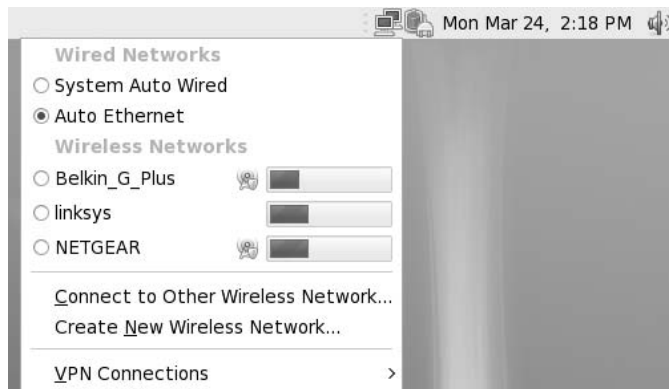 Mon Mar 24, 2:18 PM
Wired Networks
System Auto Wired
Auto Ethernet
Wireless Networks
Belkin_G_Plus
linksys
NETGEAR
Connect to Other Wireless Network...
Create New Wireless Network...
VPN Connections